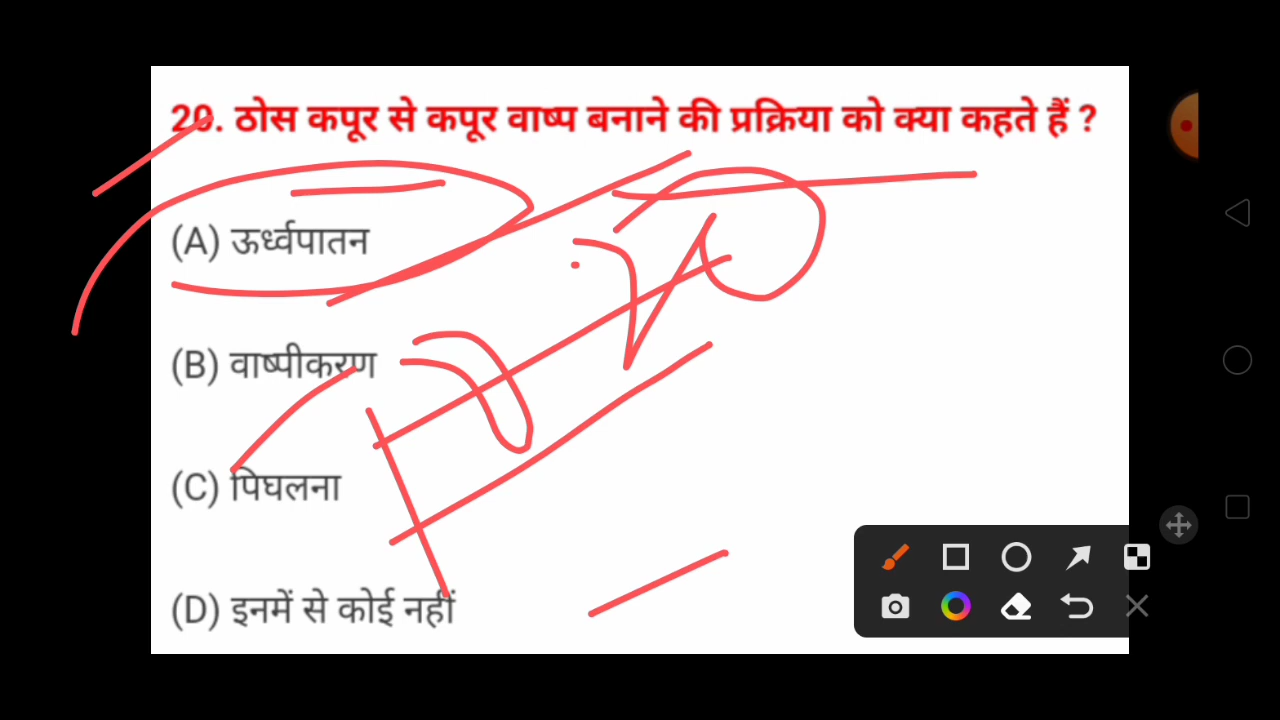 20. ठोस कपूर से कपूर वाष्प बनाने की प्रक्रिया को क्या कहते हैं ?
(A) ऊर्ध्वपातन
(B) वाष्पीकरण
(C) पिघलना
(D) इनमें से कोई नहीं